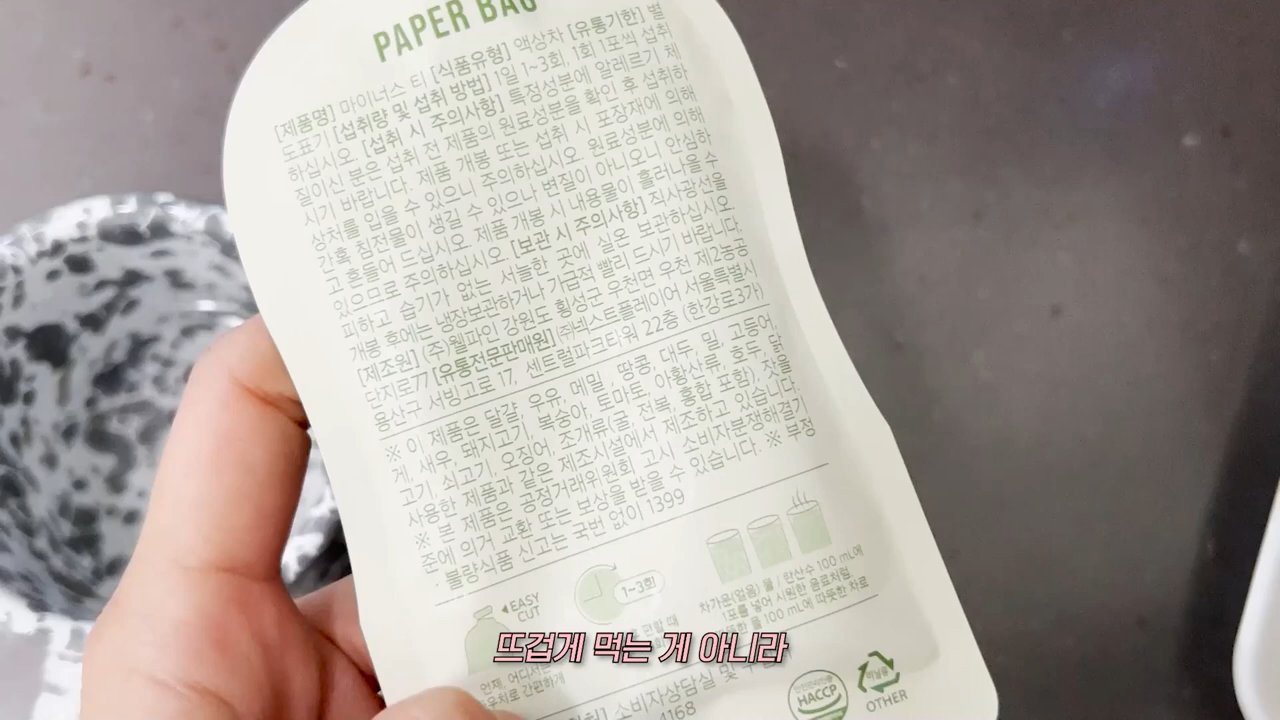 PAPER BAG
[제품명] 마이너스 티 [식품유형] 액상차 [유통기한] 별
도표기 [섭취량 및 섭취 방법] 1일 1~3회, 1회 1포씩 섭취
하십시오. [섭취 시 주의사항] 특정성분에 알레르기 체
질이신 분은 섭취 전 제품의 원료성분을 확인 후 섭취하
시기 바랍니다. 제품 개봉 또는 섭취 시 포장재에 의해
상처를 입을 수 있으니 주의하십시오. 원료성분에 의해
간혹 침전물이 생길 수 있으나 변질이 아니오니 안심하
고 흔들어 드십시오. 제품 개봉 시 내용물이 흘러나올 수
있으므로 주의하십시오. [보관 시 주의사항] 직사광선을
피하고 습기가 없는 서늘한 곳에 실온 보관하십시오.
개봉 후에는 냉장보관하거나 가급적 빨리 드시기 바랍니다.
[제조원] (주)웰파인 강원도 횡성군 우천면 우천 제2농공
단지로77 [유통전문판매원] ㈜넥스트플레이어 서울특별시
용산구 서빙고로 17, 센트럴파크타워 22층 (한강로3가)
※ 이 제품은 달걀, 우유, 메밀, 땅콩, 대두, 밀, 고등어,
게, 새우, 돼지고기, 복숭아, 토마토, 아황산류, 호두, 닭
고기, 쇠고기, 오징어, 조개류(굴, 전복, 홍합 포함), 잣을
사용한 제품과 같은 제조시설에서 제조하고 있습니다.
※ 본 제품은 공정거래위원회 고시 소비자분쟁해결기
준에 의거 교환 또는 보상을 받을 수 있습니다. ※ 부정
· 불량식품 신고는 국번 없이 1399
◀EASY
CUT
1~3회
차가운(얼음) 물 / 탄산수 100 mL에
1포를 넣어 시원한 음료처럼,
물 100 mL에 따뜻한 차로
편할 때
언제, 어디서든
간편하게
뜨겁게 먹는 게 아니라
소비자상담실 및
4168
HACCP
비닐류
OTHER